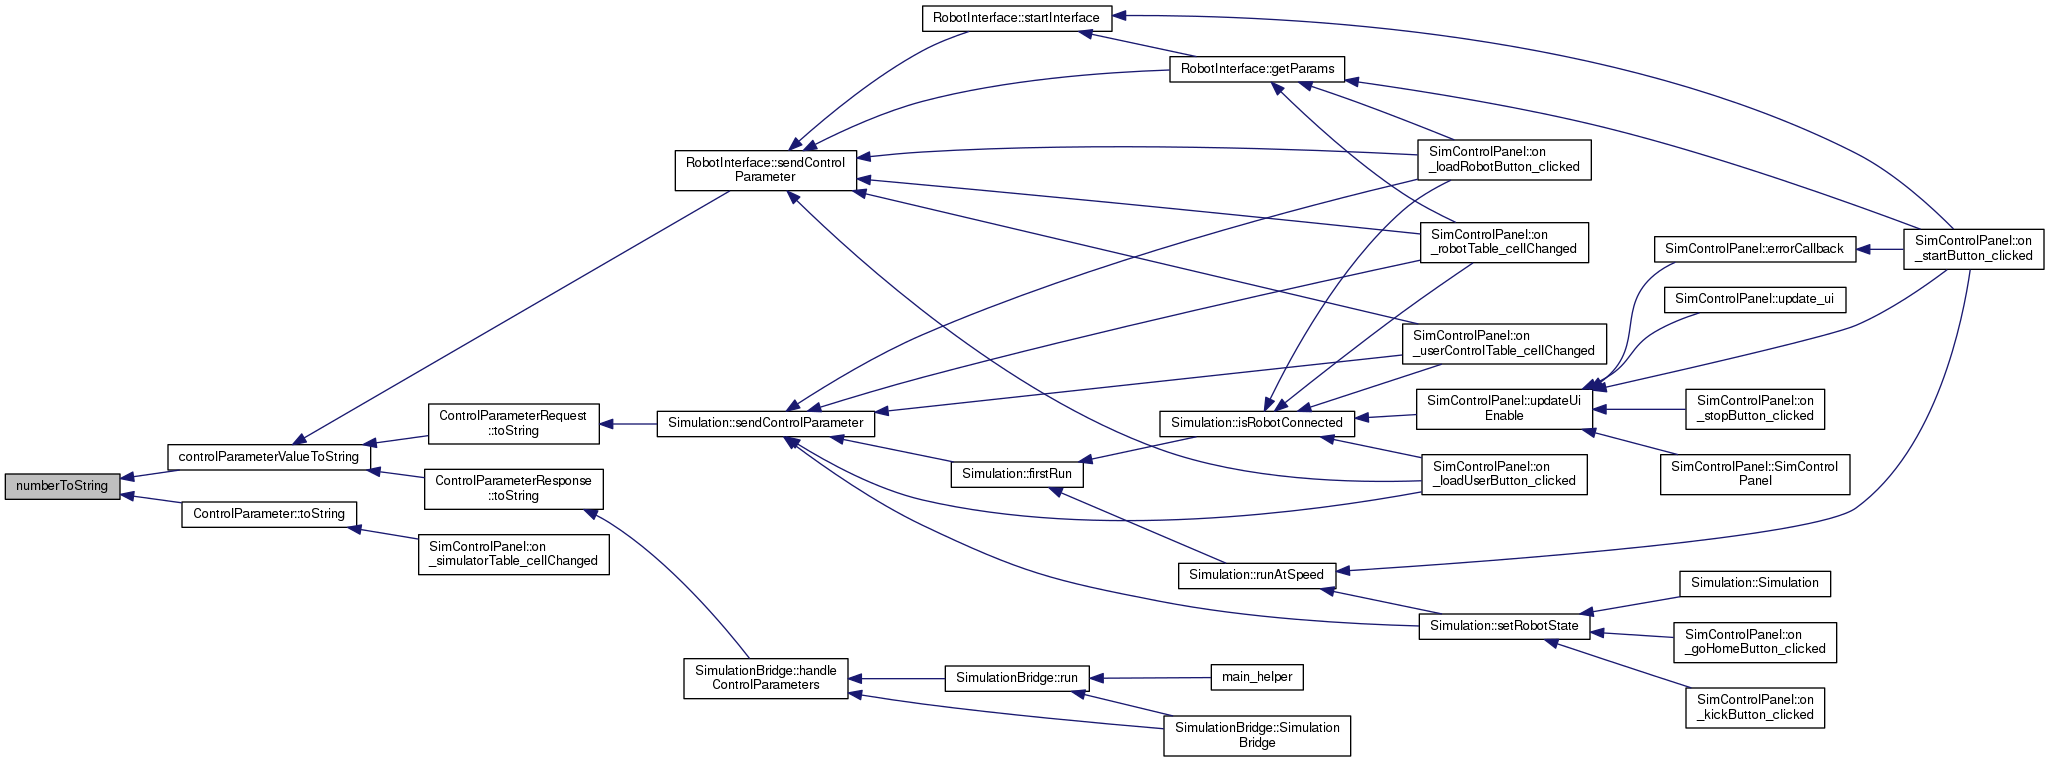 RobotInterface::startInterface
RobotInterface::getParams
RobotInterface::sendControl
Parameter
SimControlPanel::on
_loadRobotButton_clicked
SimControlPanel::on
_robotTable_cellChanged
SimControlPanel::errorCallback
SimControlPanel::on
_startButton_clicked
SimControlPanel::update_ui
SimControlPanel::on
_userControlTable_cellChanged
SimControlPanel::updateUi
Enable
SimControlPanel::on
_stopButton_clicked
ControlParameterRequest
::toString
Simulation::sendControlParameter
Simulation::isRobotConnected
controlParameterValueToString
SimControlPanel::SimControl
Panel
Simulation::firstRun
SimControlPanel::on
_loadUserButton_clicked
numberToString
ControlParameterResponse
::toString
ControlParameter::toString
SimControlPanel::on
_simulatorTable_cellChanged
Simulation::runAtSpeed
Simulation::Simulation
Simulation::setRobotState
SimControlPanel::on
_goHomeButton_clicked
SimulationBridge::handle
ControlParameters
SimulationBridge::run
main_helper
SimControlPanel::on
_kickButton_clicked
SimulationBridge::Simulation
Bridge